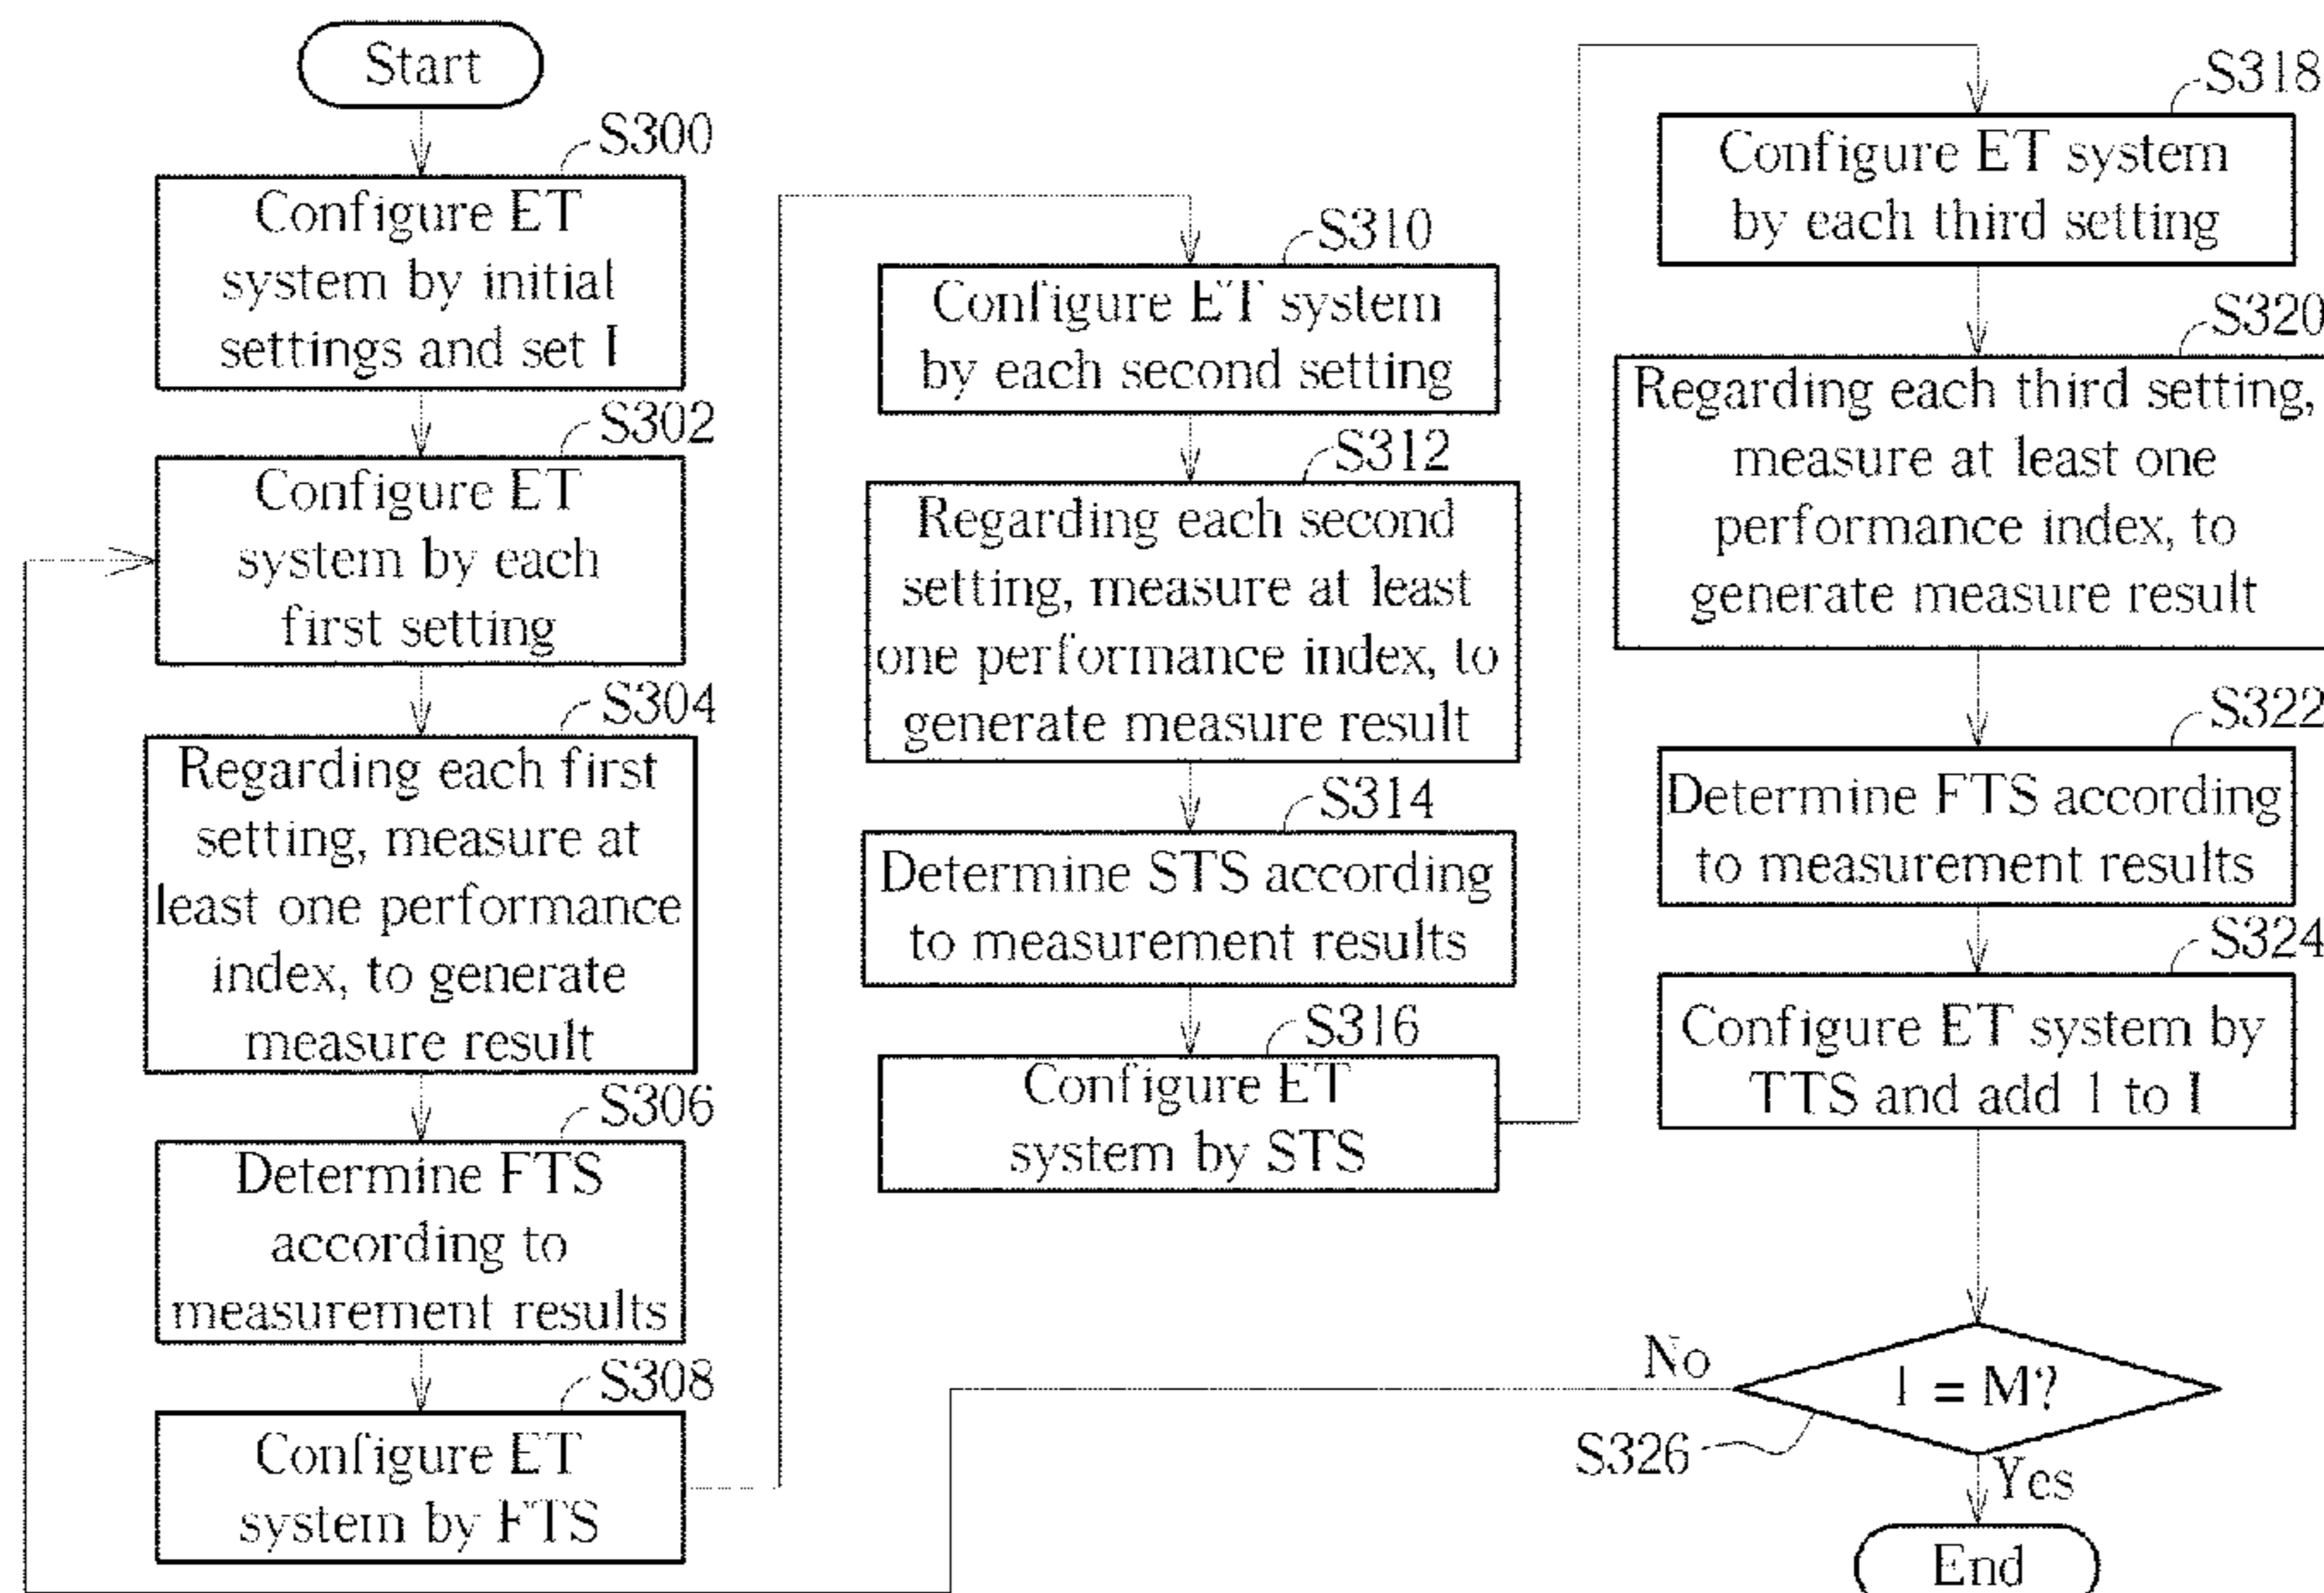 Start
S300
Configure ET
system by initial
settings and set I
S302
Configure ET
system by each
first setting
S304
Regarding each first
setting, measure at
least one performance
index, to generate
measure result
S306
Determine FTS
according to
measurement results
S308
Configure ET
system by FTS
S310
Configure ET system
by each second setting
S312
Regarding each second
setting, measure at least
one performance index, to
generate measure result
S314
Determine STS according
to measurement results
S316
Configure ET
system by STS
S318
Configure ET system
by each third setting
S320
Regarding each third setting,
measure at least one
performance index, to
generate measure result
S322
Determine FTS according
to measurement results
S324
Configure ET system by
TTS and add 1 to I
No
I = M?
S326
Yes
End